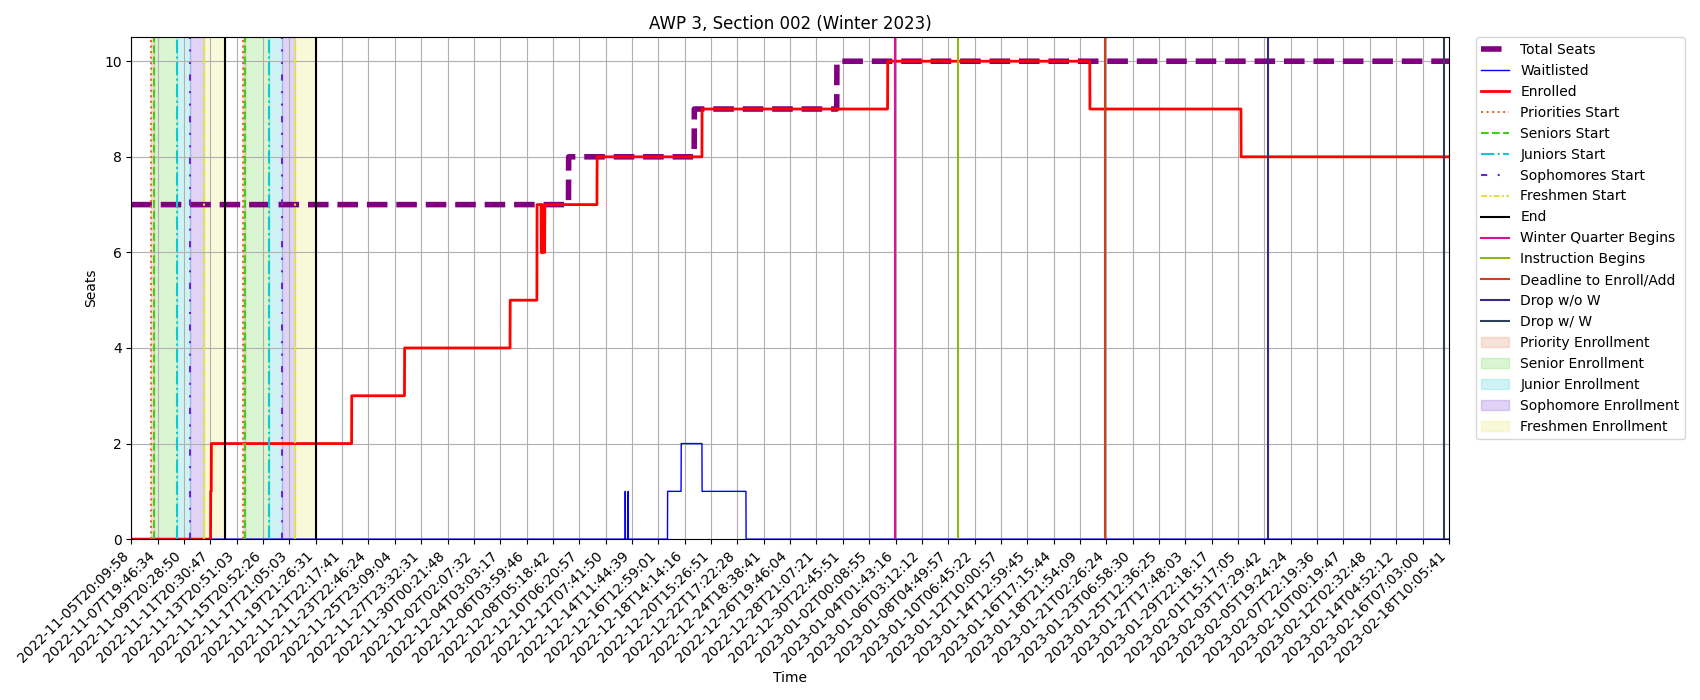 AWP 3, Section 002 (Winter 2023)
Seats
10
8
6
4
2
0
2022-11-05T20:09:58
2022-11-07T19:46:34
2022-11-09T20:28:50
2022-11-11T20:30:47
2022-11-13T20:51:03
2022-11-15T20:52:26
2022-11-17T21:05:03
2022-11-19T21:26:31
2022-11-21T22:17:41
2022-11-23T22:46:24
2022-11-25T23:09:04
2022-11-27T23:32:31
2022-11-30T00:21:48
2022-12-02T02:07:32
2022-12-04T03:03:17
2022-12-06T03:59:46
2022-12-08T05:18:42
2022-12-10T06:20:57
2022-12-12T07:41:50
2022-12-14T11:44:39
2022-12-16T12:59:01
2022-12-18T14:14:16
2022-12-20T15:26:51
2022-12-22T17:22:28
2022-12-24T18:38:41
2022-12-26T19:46:04
2022-12-28T21:07:21
2022-12-30T22:45:51
2023-01-02T00:08:55
2023-01-04T01:43:16
2023-01-06T03:12:12
2023-01-08T04:49:57
2023-01-10T06:45:22
2023-01-12T10:00:57
2023-01-14T12:59:45
2023-01-16T17:15:44
2023-01-18T21:54:09
2023-01-21T02:26:24
2023-01-23T06:58:30
2023-01-25T12:36:25
2023-01-27T17:48:03
2023-01-29T22:18:17
2023-02-01T15:17:05
2023-02-03T17:29:42
2023-02-05T19:24:24
2023-02-07T22:19:36
2023-02-10T00:19:47
2023-02-12T02:32:48
2023-02-14T04:52:12
2023-02-16T07:03:00
2023-02-18T10:05:41
Time
Total Seats
Waitlisted
Enrolled
Priorities Start
Seniors Start
Juniors Start
Sophomores Start
Freshmen Start
End
Winter Quarter Begins
Instruction Begins
Deadline to Enroll/Add
Drop w/o W
Drop w/ W
Priority Enrollment
Senior Enrollment
Junior Enrollment
Sophomore Enrollment
Freshmen Enrollment